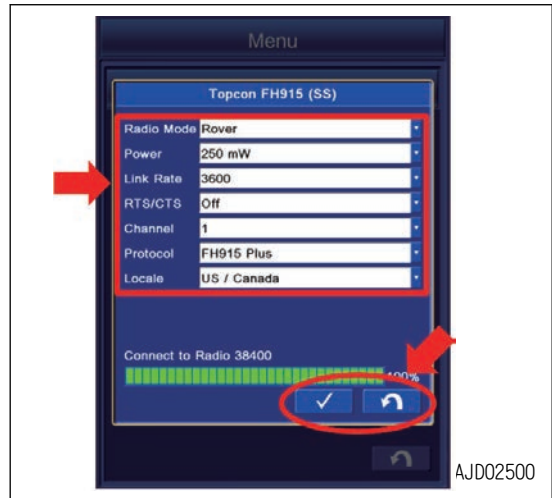 Menu
Topcon FH915 (SS)
Radio Mode Rover
Power 250 mW
Link Rate 3600
RTS/CTS Off
Channel 1
Protocol FH915 Plus
Locale US / Canada
Connect to Radio 38400
100%
AJD02500